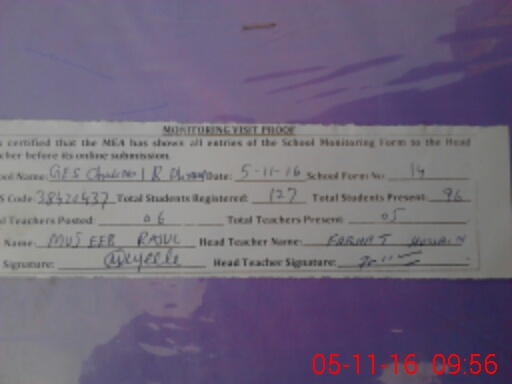 MONITORING VISIT PROOF
certified that the MEA has shown all entries of the School Monitoring Form to the Head
cher before its online submission.
ool Name: GES Date: 5-11-16 School Form No: 14
S Code 38420437 Total Students Registered: 127 Total Students Present: 96
l Teachers Posted: 06 Total Teachers Present: 05
Name: MUJEEB RASUL Head Teacher Name: FARHAT HUSSAIN
Signature: Head Teacher Signature:
05-11-16 09:56